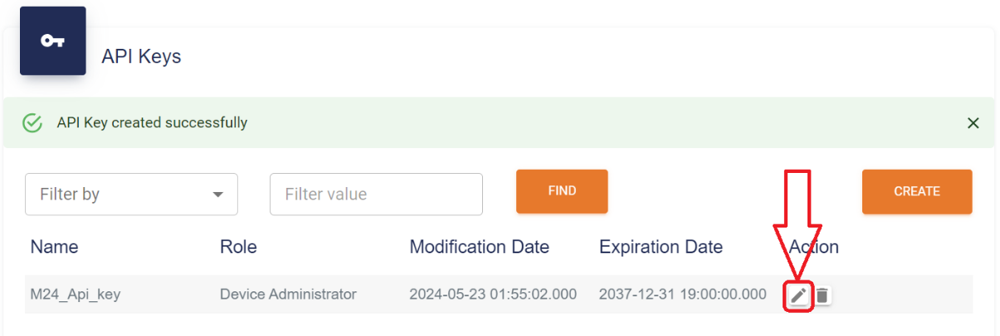 API Keys
API Key created successfully
Filter by
Filter value
FIND
CREATE
Name Role Modification Date Expiration Date Action
M24_Api_key Device Administrator 2024-05-23 01:55:02.000 2037-12-31 19:00:00.000